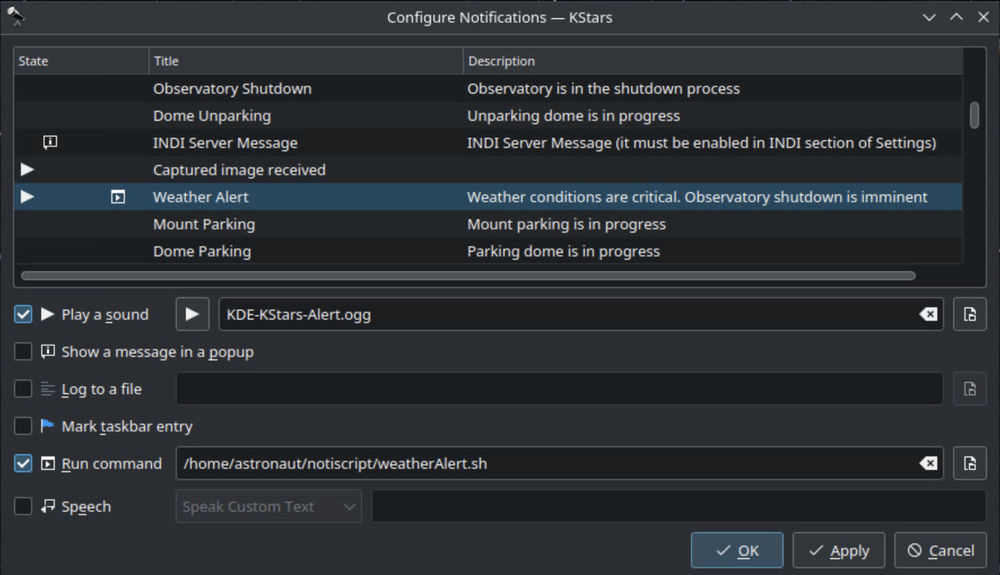 Configure Notifications — KStars
State Title Description
Observatory Shutdown Observatory is in the shutdown process
Dome Unparking Unparking dome is in progress
INDI Server Message INDI Server Message (it must be enabled in INDI section of Settings)
Captured image received
Weather Alert Weather conditions are critical. Observatory shutdown is imminent
Mount Parking Mount parking is in progress
Dome Parking Parking dome is in progress
Play a sound KDE-KStars-Alert.ogg
Show a message in a popup
Log to a file
Mark taskbar entry
Run command /home/astronaut/notiscript/weatherAlert.sh
Speech Speak Custom Text
OK Apply Cancel